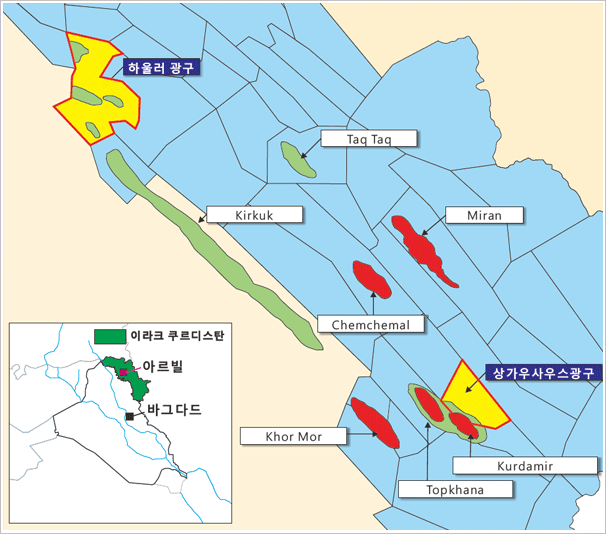 하울러 광구
Taq Taq
Kirkuk
Miran
Chemchemal
이라크 쿠르디스탄
아르빌
바그다드
상가우사우스광구
Khor Mor
Kurdamir
Topkhana